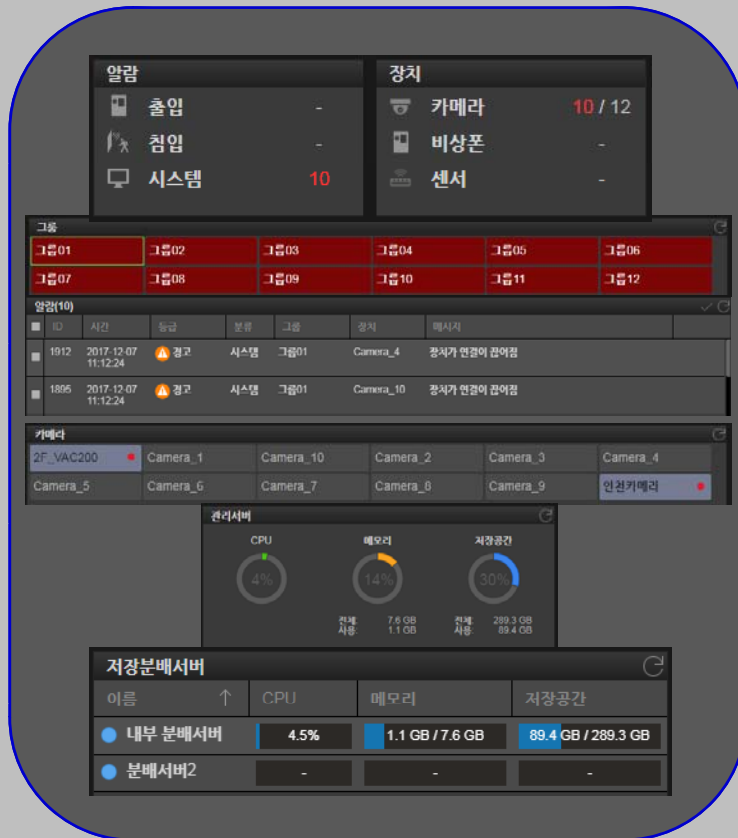 알람
출입 -
침입 -
시스템 10
장치
카메라 10 / 12
비상폰 -
센서 -
그룹
그룹01 그룹02 그룹03 그룹04 그룹05 그룹06
그룹07 그룹08 그룹09 그룹10 그룹11 그룹12
알람(10)
ID 시간 등급 분류 그룹 장치 메시지
1912 2017-12-07 경고 시스템 그룹01 Camera_4 장치가 연결이 끊어짐
11:12:24
1895 2017-12-07 경고 시스템 그룹01 Camera_10 장치가 연결이 끊어짐
11:12:24
카메라
2F_VAC200 Camera_1 Camera_10 Camera_2 Camera_3 Camera_4
Camera_5 Camera_6 Camera_7 Camera_8 Camera_9 인천카메라
관리서버
CPU 메모리 저장공간
4% 14% 30%
전체: 7.6 GB 전체: 289.3 GB
사용: 1.1 GB 사용: 89.4 GB
저장분배서버
이름 ↑ CPU 메모리 저장공간
내부 분배서버 4.5% 1.1 GB / 7.6 GB 89.4 GB / 289.3 GB
분배서버2 - - -